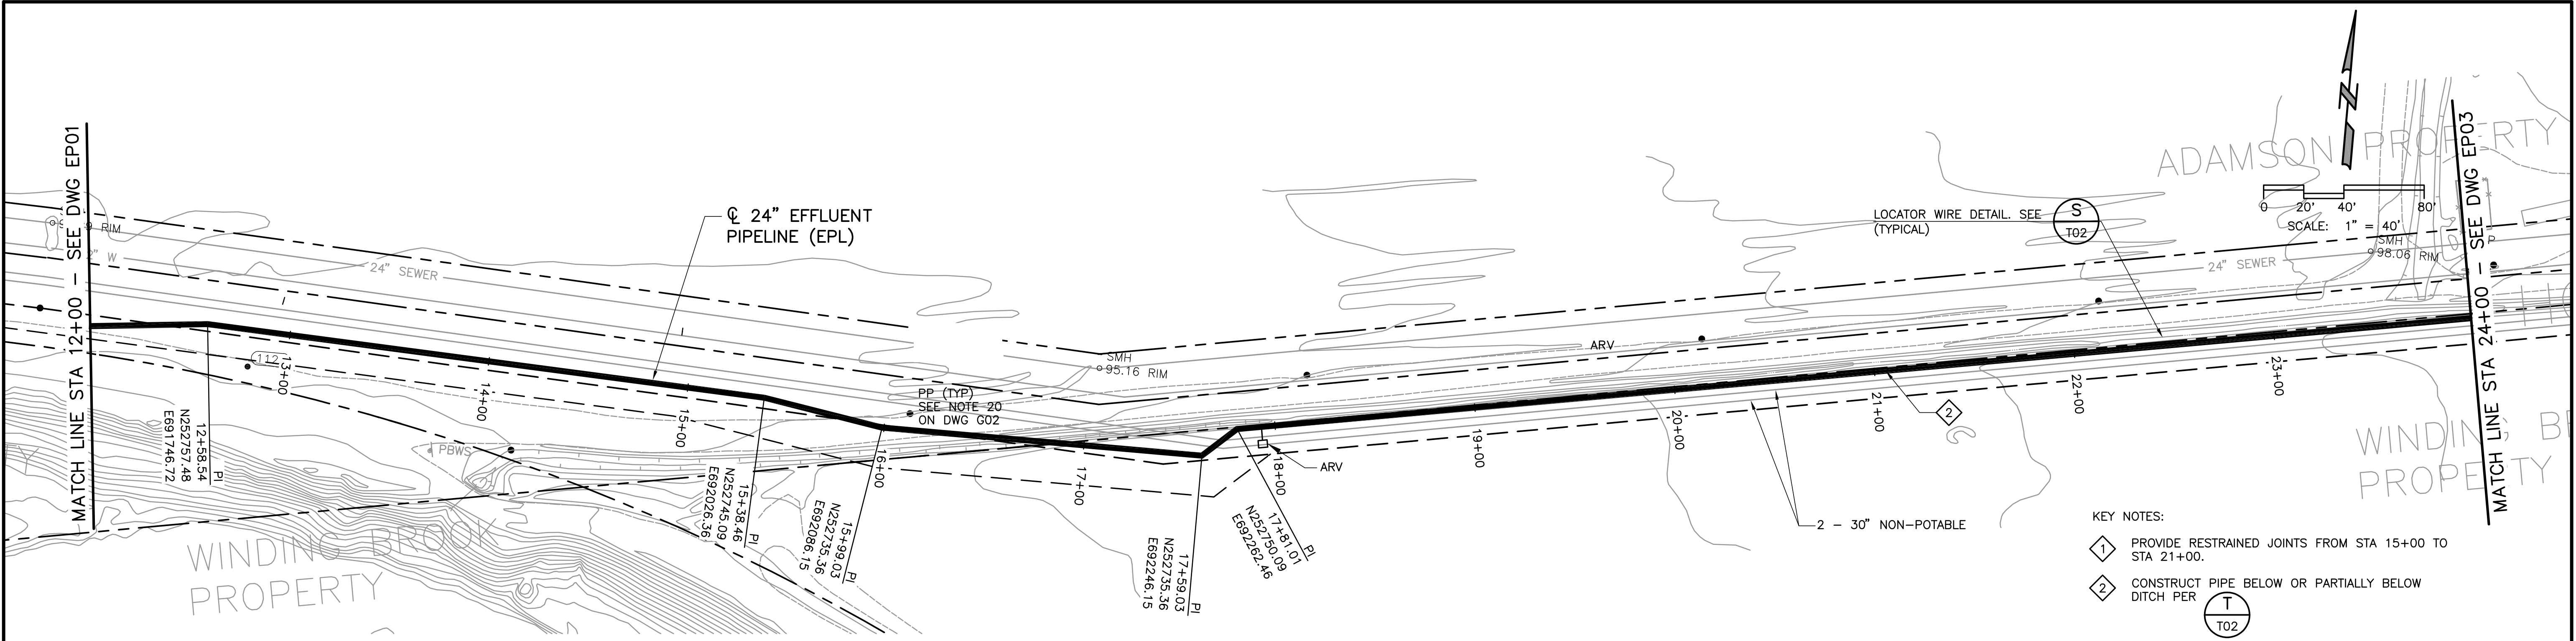 MATCH LINE STA 12+00 - SEE DWG EP01
RIM
24" SEWER
℄ 24" EFFLUENT
PIPELINE (EPL)
112
13+00
14+00
15+00
16+00
17+00
18+00
19+00
20+00
21+00
22+00
23+00
PI
12+58.54
N252757.48
E691746.72
PBWS
WINDING BROOK
PROPERTY
PI
15+38.46
N252745.09
E692026.36
PI
15+99.03
N252735.36
E692086.15
PP (TYP)
SEE NOTE 20
ON DWG G02
SMH
95.16 RIM
PI
17+59.03
N252735.36
E692246.15
PI
17+81.01
N252750.09
E692262.46
ARV
ARV
LOCATOR WIRE DETAIL. SEE
(TYPICAL)
S
T02
2
2 - 30" NON-POTABLE
ADAMSON PROPERTY
0 20' 40' 80'
SCALE: 1" = 40'
SMH
98.06 RIM
24" SEWER
MATCH LINE STA 24+00 - SEE DWG EP03
WINDING
PROPERTY
KEY NOTES:
1 PROVIDE RESTRAINED JOINTS FROM STA 15+00 TO
STA 21+00.
2 CONSTRUCT PIPE BELOW OR PARTIALLY BELOW
DITCH PER
T
T02